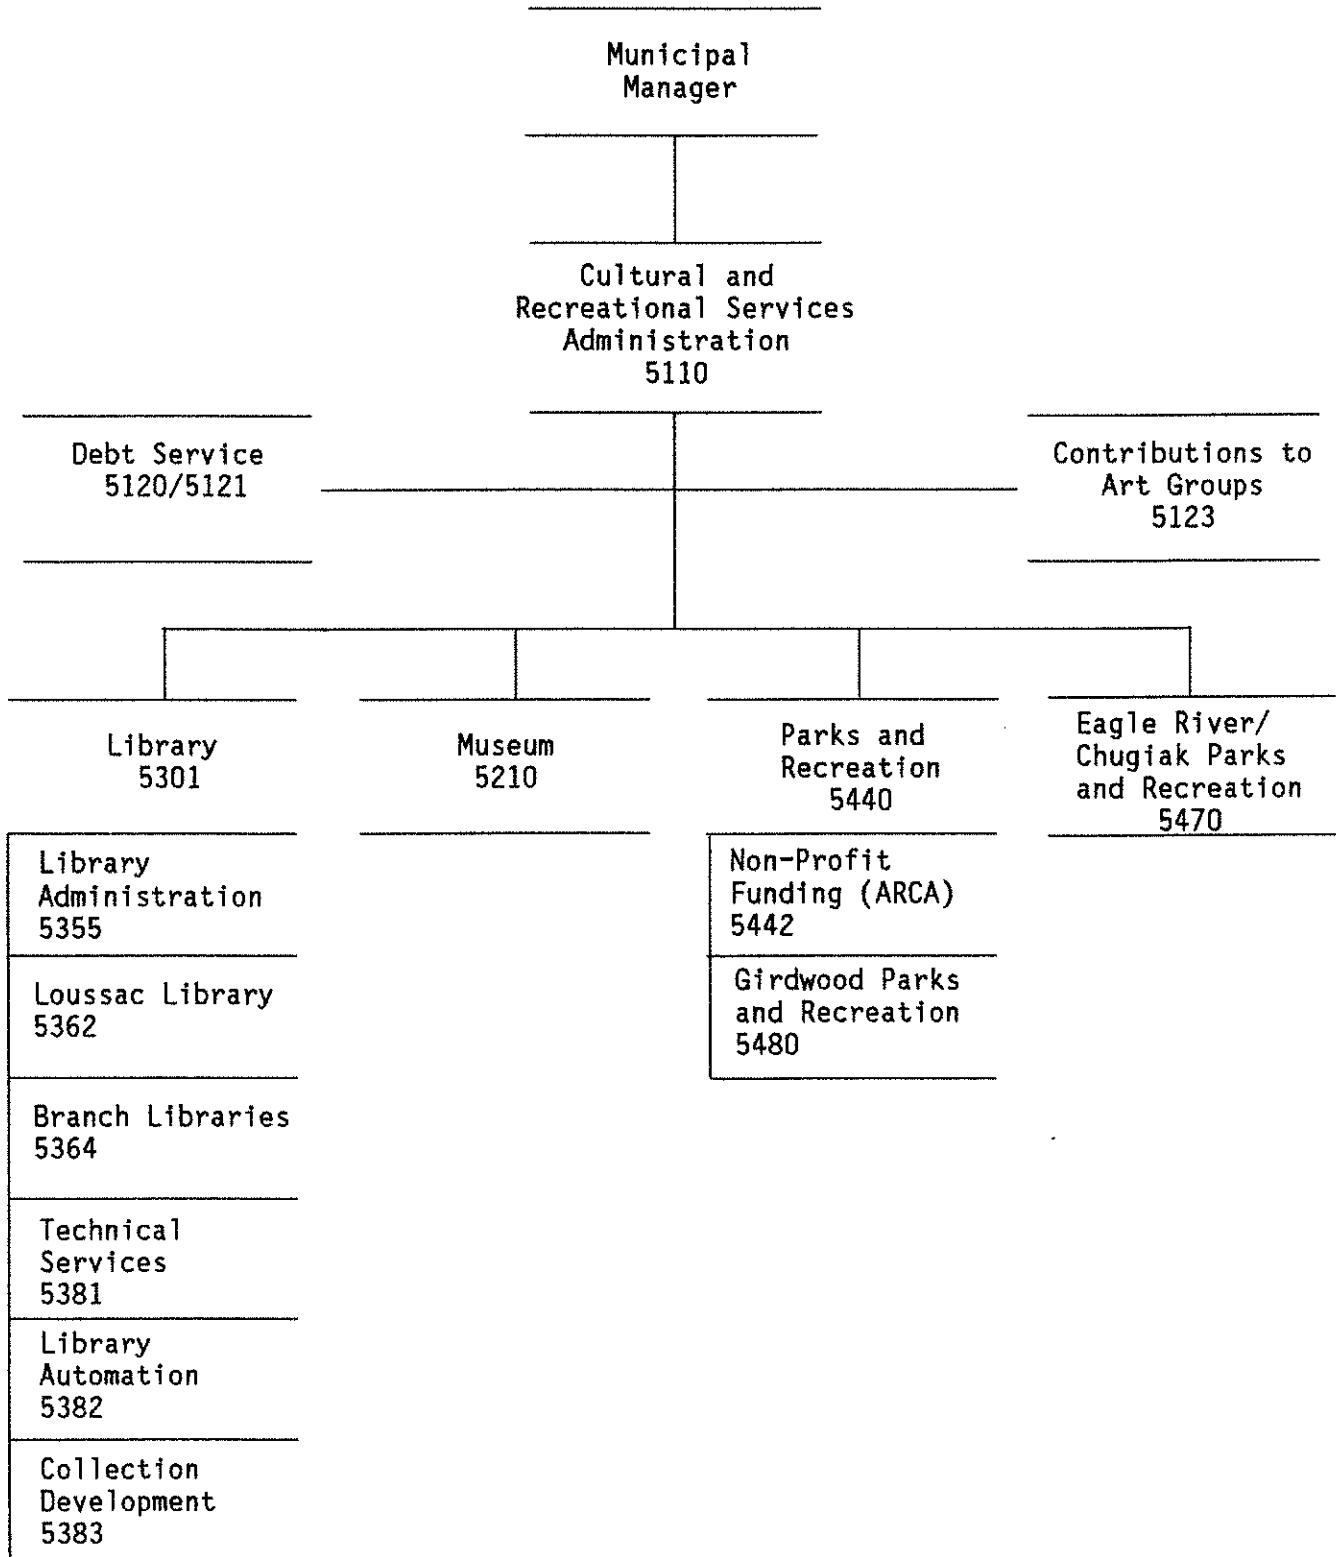 Municipal
Manager
Cultural and
Recreational Services
Administration
5110
Debt Service
5120/5121
Contributions to
Art Groups
5123
Library
5301
Museum
5210
Parks and
Recreation
5440
Eagle River/
Chugiak Parks
and Recreation
5470
Library
Administration
5355
Loussac Library
5362
Branch Libraries
5364
Technical
Services
5381
Library
Automation
5382
Collection
Development
5383
Non-Profit
Funding (ARCA)
5442
Girdwood Parks
and Recreation
5480